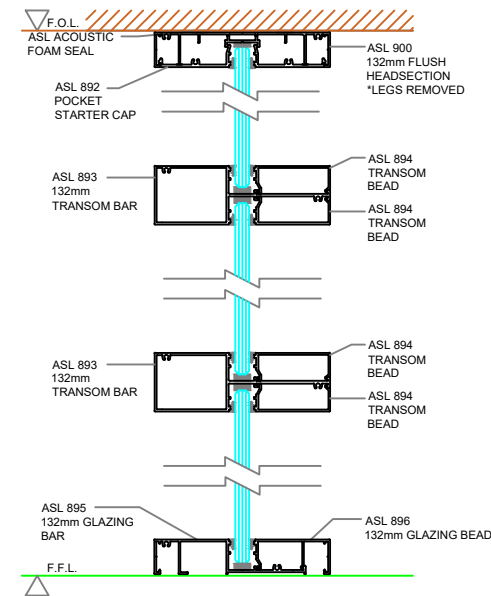 F.O.L.
ASL ACOUSTIC
FOAM SEAL
ASL 900
132mm FLUSH
HEADSECTION
*LEGS REMOVED
ASL 892
POCKET
STARTER CAP
ASL 893
132mm
TRANSOM BAR
ASL 894
TRANSOM
BEAD
ASL 894
TRANSOM
BEAD
ASL 893
132mm
TRANSOM BAR
ASL 894
TRANSOM
BEAD
ASL 894
TRANSOM
BEAD
ASL 895
132mm GLAZING
BAR
ASL 896
132mm GLAZING BEAD
F.F.L.